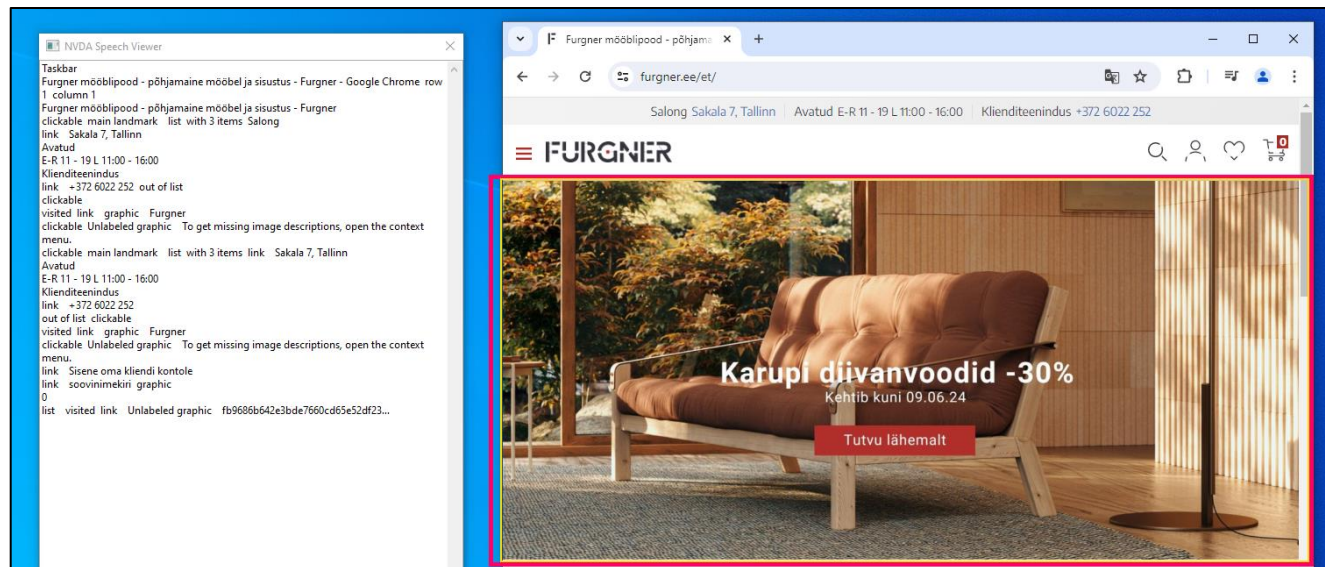 NVDA Speech Viewer
Taskbar
Furgner mööblipood - põhjamaine mööbel ja sisustus - Furgner - Google Chrome row
1 column 1
Furgner mööblipood - põhjamaine mööbel ja sisustus - Furgner
clickable main landmark list with 3 items Salong
link Sakala 7, Tallinn
Avatud
E-R 11 - 19 L 11:00 - 16:00
Klienditeenindus
link +372 6022 252 out of list
clickable
visited link graphic Furgner
clickable Unlabeled graphic To get missing image descriptions, open the context
menu.
clickable main landmark list with 3 items link Sakala 7, Tallinn
Avatud
E-R 11 - 19 L 11:00 - 16:00
Klienditeenindus
link +372 6022 252
out of list clickable
visited link graphic Furgner
clickable Unlabeled graphic To get missing image descriptions, open the context
menu.
link Sisene oma kliendi kontole
link soovinimekiri graphic
0
list visited link Unlabeled graphic fb9686b642e3bde7660cd65e52df23...
Furgner mööblipood - põhjama
furgner.ee/et/
Salong Sakala 7, Tallinn Avatud E-R 11 - 19 L 11:00 - 16:00 Klienditeenindus +372 6022 252
FURGNER
0
Karupi diivanvoodid -30%
Kehtib kuni 09.06.24
Tutvu lähemalt